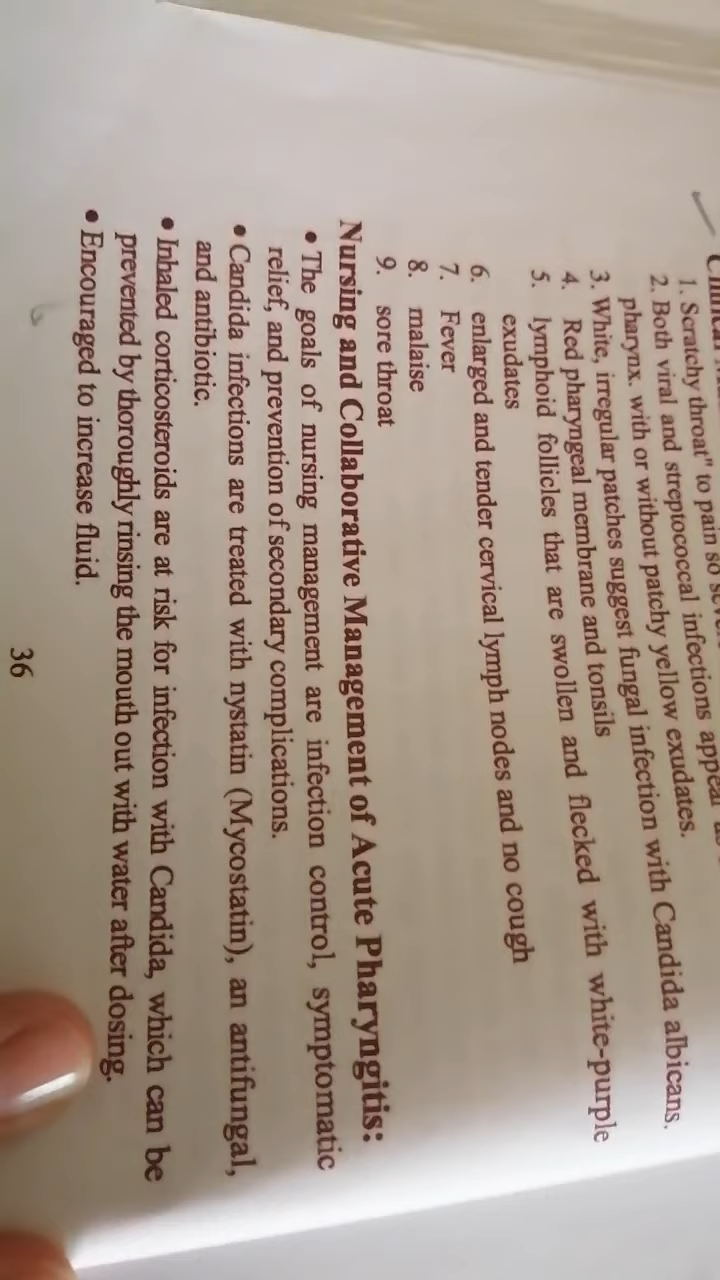 1. Scratchy throat" to pain so
2. Both viral and streptococcal infections appear
pharynx. with or without patchy yellow exudates.
3. White, irregular patches suggest fungal infection with Candida albicans.
4. Red pharyngeal membrane and tonsils
5. lymphoid follicles that are swollen and flecked with white-purple
exudates
6. enlarged and tender cervical lymph nodes and no cough
7. Fever
8. malaise
9. sore throat
Nursing and Collaborative Management of Acute Pharyngitis:
• The goals of nursing management are infection control, symptomatic
relief, and prevention of secondary complications.
• Candida infections are treated with nystatin (Mycostatin), an antifungal,
and antibiotic.
• Inhaled corticosteroids are at risk for infection with Candida, which can be
prevented by thoroughly rinsing the mouth out with water after dosing.
• Encouraged to increase fluid.
36